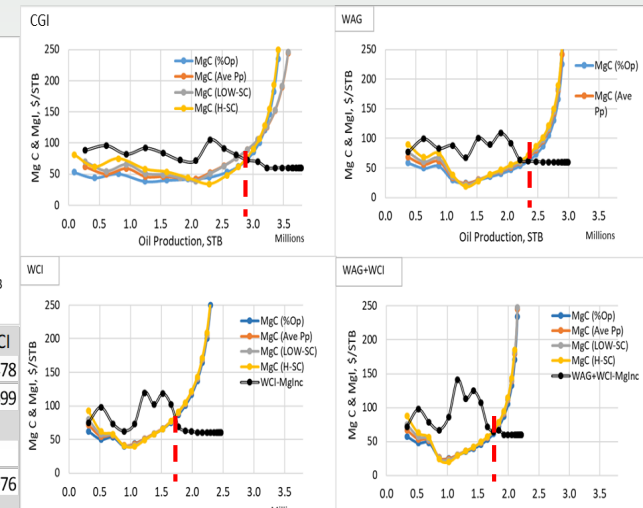 CGI
250
200
150
100
50
0
Mg C & MgI, $/STB
MgC (%Op)
MgC (Ave Pp)
MgC (LOW-SC)
MgC (H-SC)
0.0 0.5 1.0 1.5 2.0 2.5 3.0 3.5
Oil Production, STB
Millions
WAG
250
200
150
100
50
0
Mg C & MgI, $/STB
MgC (%Op)
MgC (Ave
Pp)
0.0 0.5 1.0 1.5 2.0 2.5 3.0 3.5
Oil Production, STB
Millions
WCI
250
200
150
100
50
0
Mg C & MgI, $/STB
MgC (%Op)
MgC (Ave Pp)
MgC (LOW-SC)
MgC (H-SC)
WCI-MgInc
0.0 0.5 1.0 1.5 2.0 2.5 3.0 3.5
WAG+WCI
250
200
150
100
50
0
Mg C & MgI, $/STB
MgC (%Op)
MgC (Ave Pp)
MgC (LOW-SC)
MgC (H-SC)
WAG+WCI-MgInc
0.0 0.5 1.0 1.5 2.0 2.5 3.0 3.5
CI
78
99
76